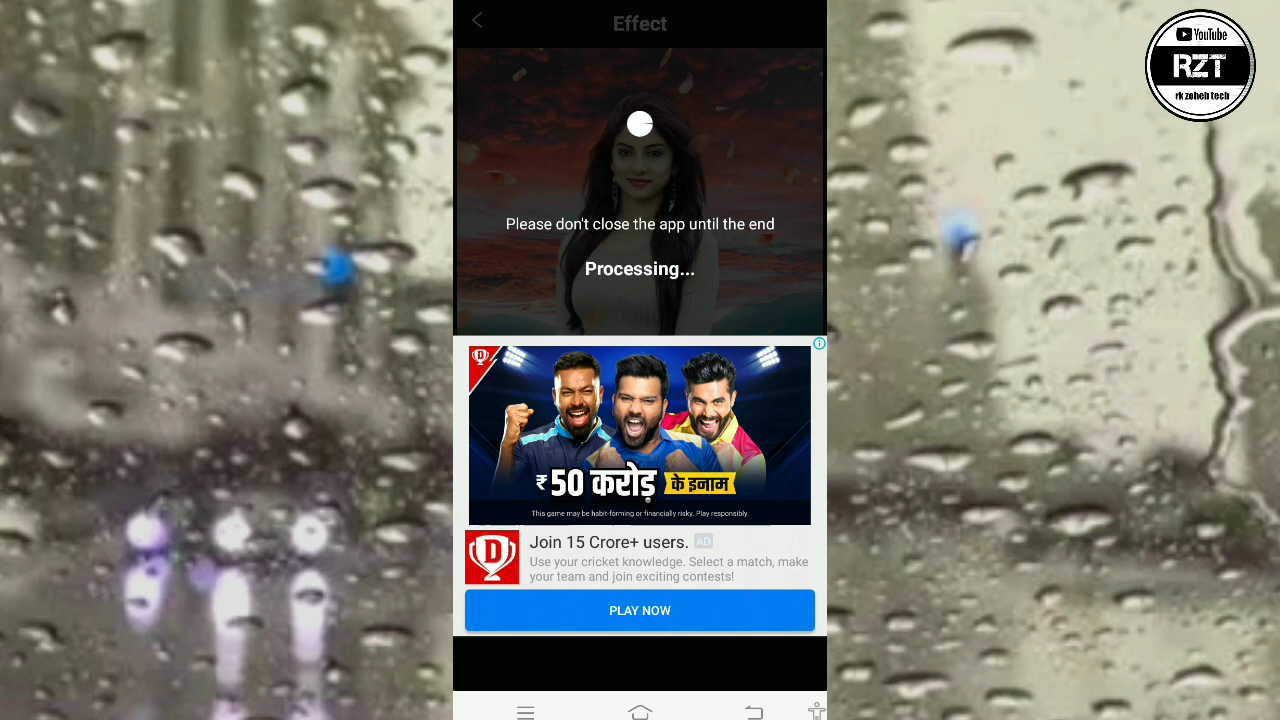 Effect
YouTube
RZT
rk zoheb tech
Please don't close the app until the end
Processing...
₹ 50 करोड़ के इनाम
This game may be habit-forming or financially risky. Play responsibly.
Join 15 Crore+ users. AD
Use your cricket knowledge. Select a match, make
your team and join exciting contests!
PLAY NOW